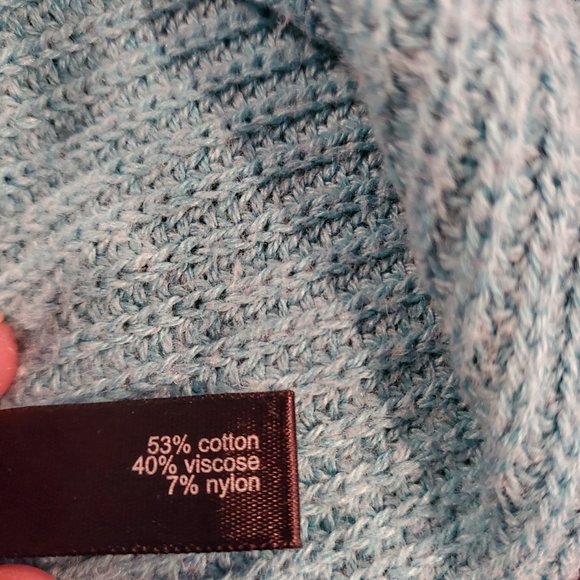 53% cotton
40% viscose
7% nylon